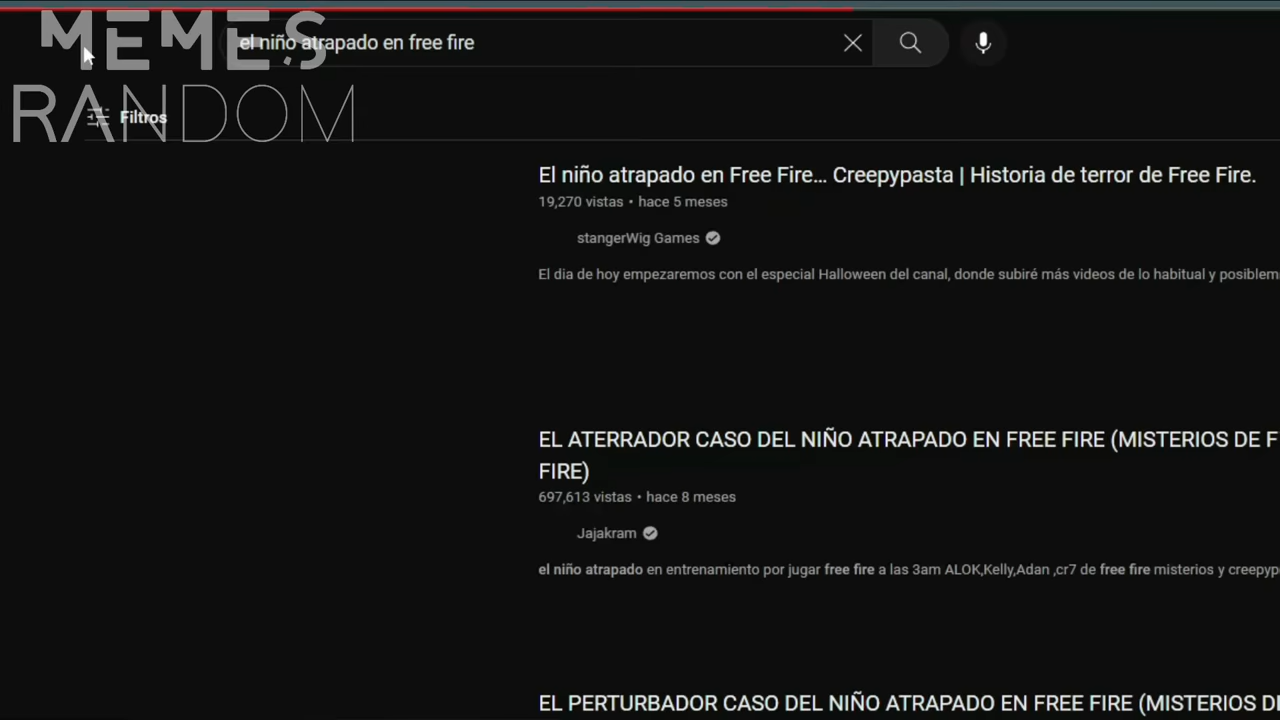 MEMES
RANDOM
el niño atrapado en free fire
Filtros
El niño atrapado en Free Fire... Creepypasta | Historia de terror de Free Fire.
19,270 vistas • hace 5 meses
stangerWig Games
El dia de hoy empezaremos con el especial Halloween del canal, donde subiré más videos de lo habitual y
EL ATERRADOR CASO DEL NIÑO ATRAPADO EN FREE FIRE (MISTERIOS DE F
FIRE)
697,613 vistas • hace 8 meses
Jajakram
el niño atrapado en entrenamiento por jugar free fire a las 3am ALOK,Kelly,Adan ,cr7 de free fire misterios y
EL PERTURBADOR CASO DEL NIÑO ATRAPADO EN FREE FIRE (MISTERIOS